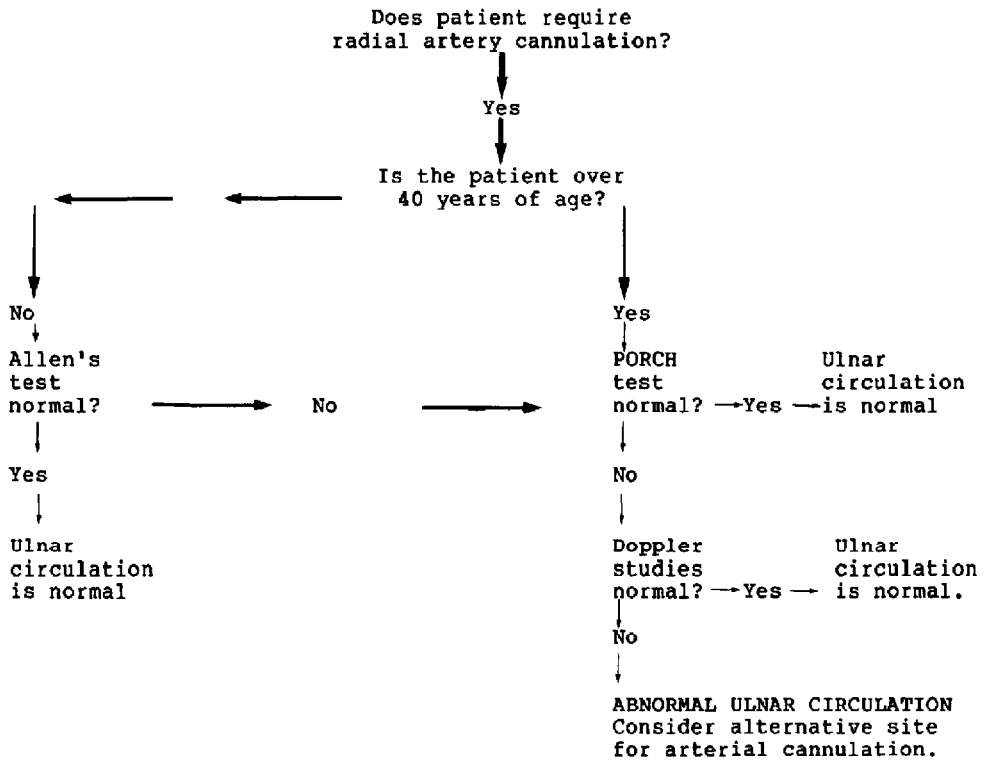 Does patient require
radial artery cannulation?
Yes
Is the patient over
40 years of age?
No
Yes
Allen's
test
normal?
No
PORCH
test
normal?
Yes
Ulnar
circulation
is normal
Yes
No
Ulnar
circulation
is normal
Doppler
studies
normal?
Yes
Ulnar
circulation
is normal.
No
ABNORMAL ULNAR CIRCULATION
Consider alternative site
for arterial cannulation.